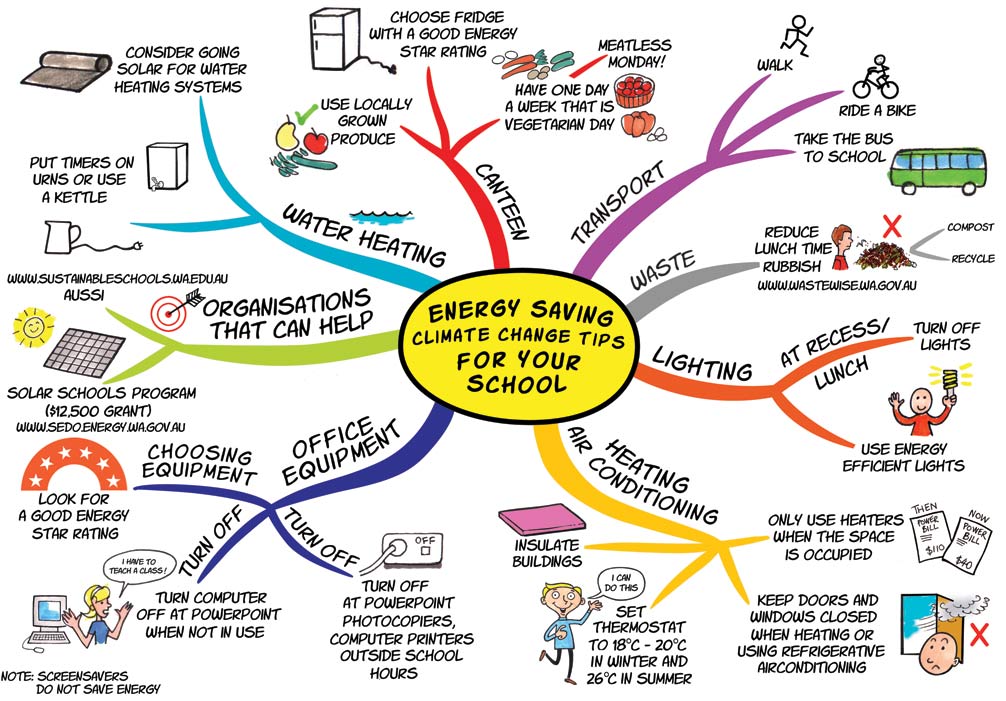 ENERGY SAVING
CLIMATE CHANGE TIPS
FOR YOUR
SCHOOL
CANTEEN
CHOOSE FRIDGE
WITH A GOOD ENERGY
STAR RATING
USE LOCALLY
GROWN
PRODUCE
MEATLESS
MONDAY!
HAVE ONE DAY
A WEEK THAT IS
VEGETARIAN DAY
TRANSPORT
WALK
RIDE A BIKE
TAKE THE BUS
TO SCHOOL
WASTE
REDUCE
LUNCH TIME
RUBBISH
WWW.WASTEWISE.WA.GOV.AU
COMPOST
RECYCLE
LIGHTING
AT RECESS/
LUNCH
TURN OFF
LIGHTS
USE ENERGY
EFFICIENT LIGHTS
HEATING
AIR CONDITIONING
ONLY USE HEATERS
WHEN THE SPACE
IS OCCUPIED
THEN
POWER
BILL
$110
NOW
POWER
BILL
$40
KEEP DOORS AND
WINDOWS CLOSED
WHEN HEATING OR
USING REFRIGERATIVE
AIRCONDITIONING
I CAN
DO THIS
SET
THERMOSTAT
TO 18°C - 20°C
IN WINTER AND
26°C IN SUMMER
INSULATE
BUILDINGS
OFFICE
EQUIPMENT
TURN OFF
OFF
TURN OFF
AT POWERPOINT
PHOTOCOPIERS,
COMPUTER PRINTERS
OUTSIDE SCHOOL
HOURS
TURN OFF
I HAVE TO
TEACH A CLASS!
TURN COMPUTER
OFF AT POWERPOINT
WHEN NOT IN USE
NOTE: SCREENSAVERS
DO NOT SAVE ENERGY
CHOOSING
EQUIPMENT
LOOK FOR
A GOOD ENERGY
STAR RATING
ORGANISATIONS
THAT CAN HELP
WWW.SUSTAINABLESCHOOLS.WA.EDU.AU
AUSSI
SOLAR SCHOOLS PROGRAM
($12,500 GRANT)
WWW.SEDO.ENERGY.WA.GOV.AU
WATER HEATING
CONSIDER GOING
SOLAR FOR WATER
HEATING SYSTEMS
PUT TIMERS ON
URNS OR USE
A KETTLE